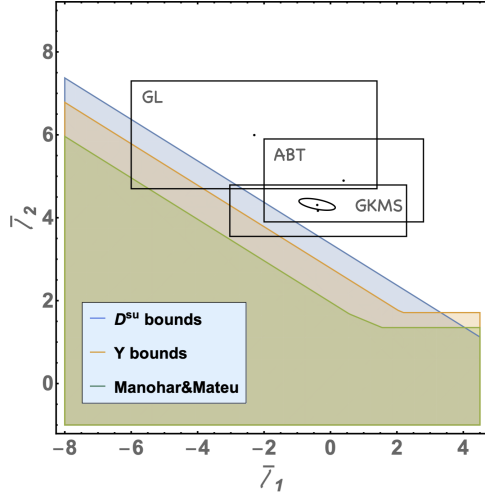 8
6
4
2
0
GL
ABT
GKMS
l̄2
D^su bounds
Y bounds
Manohar&Mateu
−8 −6 −4 −2 0 2 4
l̄1